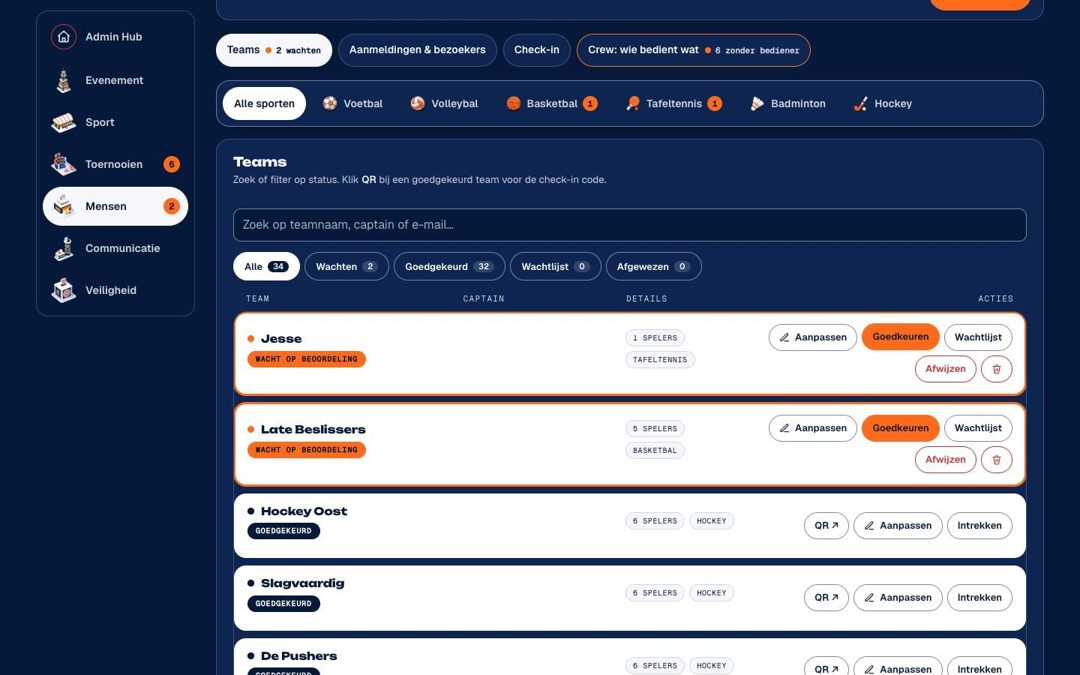 Admin Hub
Evenement
Sport
Toernooien 6
Mensen 2
Communicatie
Veiligheid
Teams 2 wachten
Aanmeldingen & bezoekers
Check-in
Crew: wie bedient wat 6 zonder bediener
Alle sporten
Voetbal
Volleybal
Basketbal 1
Tafeltennis 1
Badminton
Hockey
Teams
Zoek of filter op status. Klik QR bij een goedgekeurd team voor de check-in code.
Zoek op teamnaam, captain of e-mail...
Alle 34
Wachten 2
Goedgekeurd 32
Wachtlijst 0
Afgewezen 0
TEAM CAPTAIN DETAILS ACTIES
Jesse
WACHT OP BEOORDELING
1 SPELERS
TAFELTENNIS
Aanpassen Goedkeuren Wachtlijst
Afwijzen
Late Beslissers
WACHT OP BEOORDELING
5 SPELERS
BASKETBAL
Aanpassen Goedkeuren Wachtlijst
Afwijzen
Hockey Oost
GOEDGEKEURD
6 SPELERS HOCKEY
QR ↗ Aanpassen Intrekken
Slagvaardig
GOEDGEKEURD
6 SPELERS HOCKEY
QR ↗ Aanpassen Intrekken
De Pushers
GOEDGEKEURD
6 SPELERS HOCKEY
QR ↗ Aanpassen Intrekken